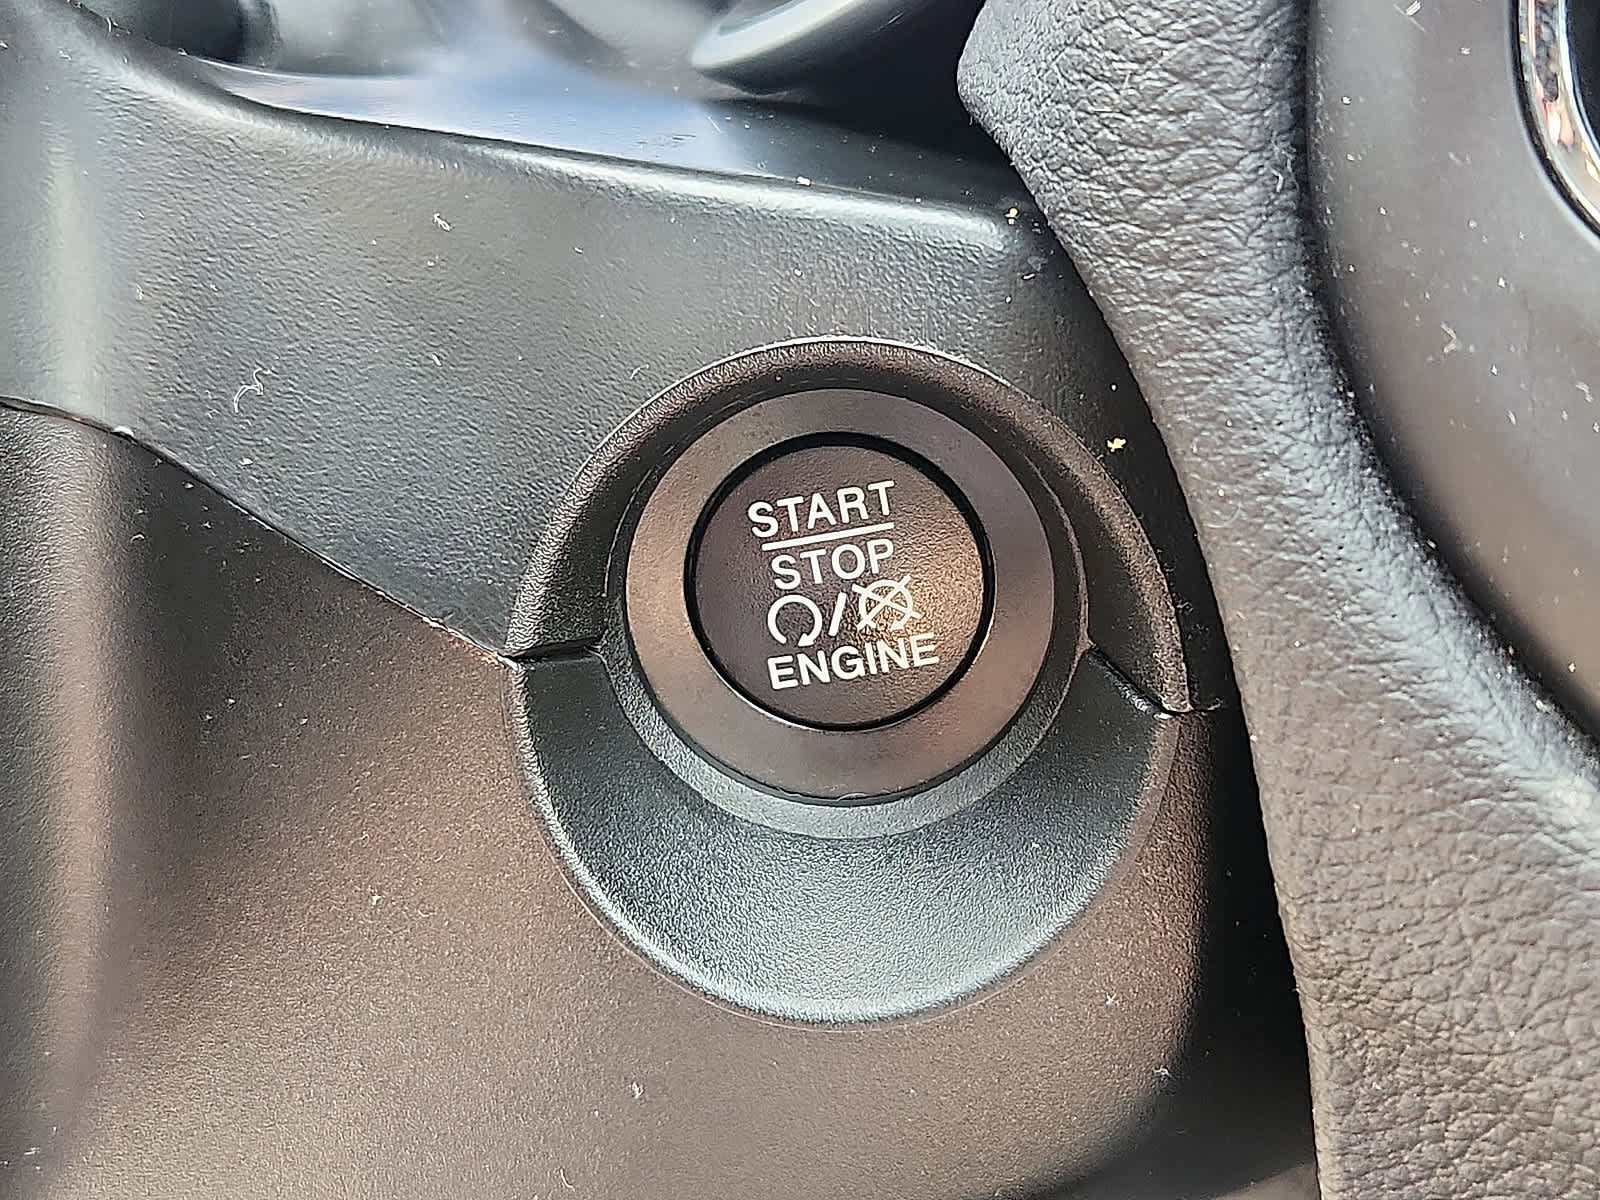 START
STOP
/
ENGINE